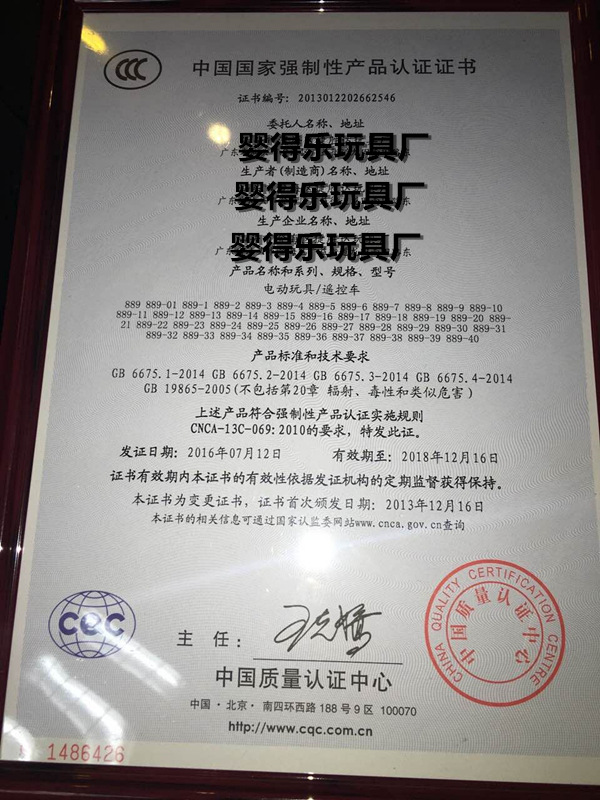 中国国家强制性产品认证证书
证书编号：2013012202662546
委托人名称、地址
婴得乐玩具厂
广东
生产者(制造商)名称、地址
婴得乐玩具厂
广东 东
生产企业名称、地址
婴得乐玩具厂
广东 东
产品名称和系列、规格、型号
电动玩具/遥控车
889 889-01 889-1 889-2 889-3 889-4 889-5 889-6 889-7 889-8 889-9 889-10
889-11 889-12 889-13 889-14 889-15 889-16 889-17 889-18 889-19 889-20 889-
21 889-22 889-23 889-24 889-25 889-26 889-27 889-28 889-29 889-30 889-31
889-32 889-33 889-34 889-35 889-36 889-37 889-38 889-39 889-40
产品标准和技术要求
GB 6675.1-2014 GB 6675.2-2014 GB 6675.3-2014 GB 6675.4-2014
GB 19865-2005(不包括第20章 辐射、毒性和类似危害)
上述产品符合强制性产品认证实施规则
CNCA-13C-069:2010的要求，特发此证。
发证日期：2016年07月12日 有效期至：2018年12月16日
证书有效期内本证书的有效性依据发证机构的定期监督获得保持。
本证书为变更证书，证书首次颁发日期：2013年12月16日
本证书的相关信息可通过国家认监委网站www.cnca.gov.cn查询
CHINA QUALITY CERTIFICATION CENTRE
中国质量认证中心
CQC
主任：
中国质量认证中心
中国·北京·南四环西路188号9区 100070
http://www.cqc.com.cn
1486426